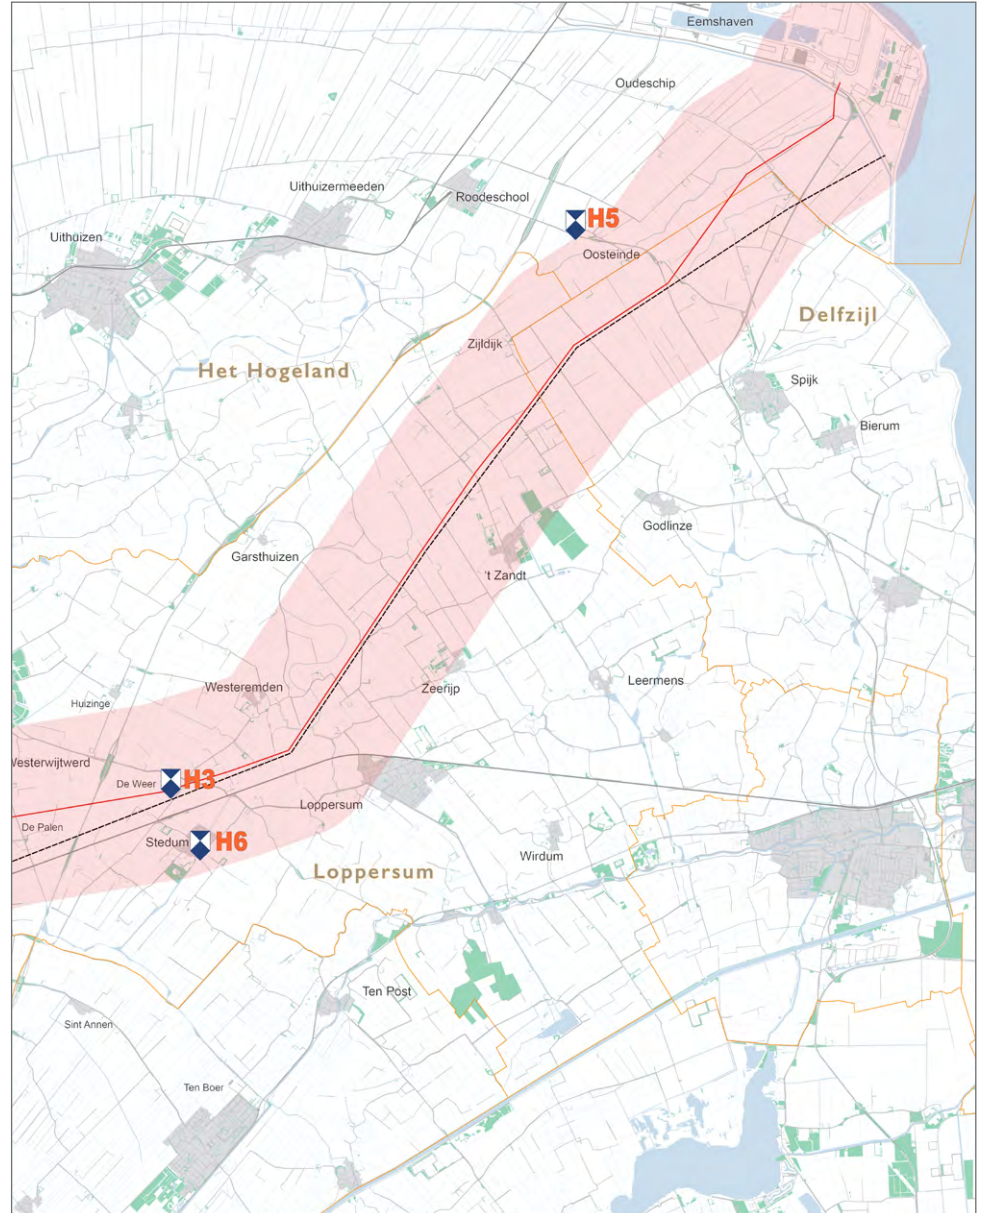 Eemshaven
Oudeschip
Uithuizermeeden
Roodeschool
H5
Uithuizen
Oosteinde
Delfzijl
Zijldijk
Het Hogeland
Spijk
Bierum
Godlinze
Garsthuizen
't Zandt
Leermens
Westeremden
Zeerijp
Huizinge
Westerwijtwerd
De Weer
H3
Loppersum
De Palen
Stedum
H6
Wirdum
Loppersum
Ten Post
Sint Annen
Ten Boer